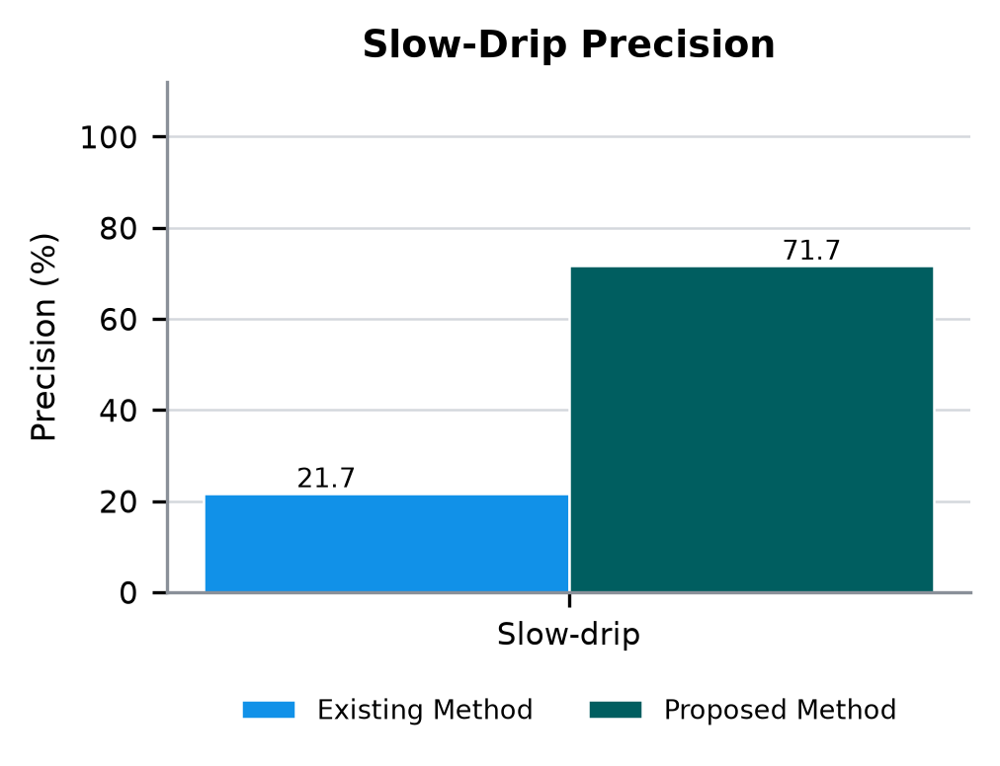 Slow-Drip Precision
Precision (%)
100
80
60
40
20
0
71.7
21.7
Slow-drip
Existing Method
Proposed Method